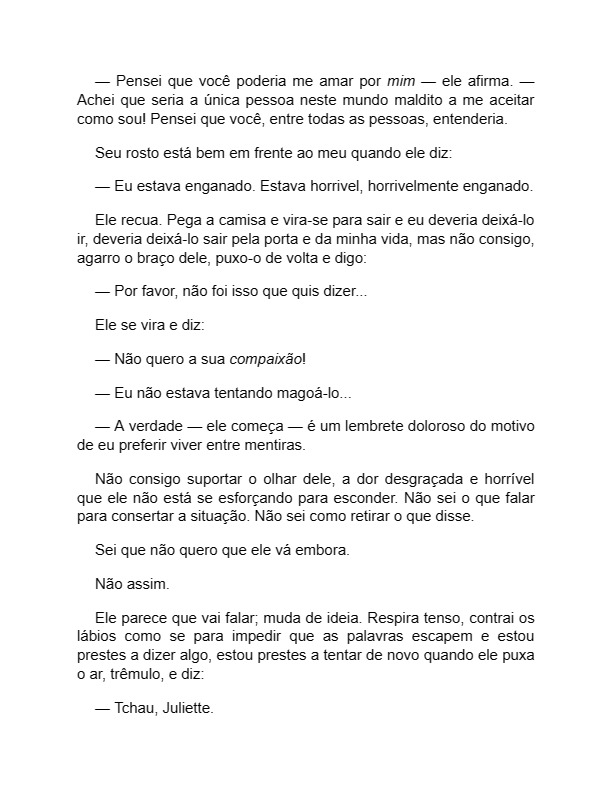 — Pensei que você poderia me amar por mim — ele afirma. —
Achei que seria a única pessoa neste mundo maldito a me aceitar
como sou! Pensei que você, entre todas as pessoas, entenderia.
Seu rosto está bem em frente ao meu quando ele diz:
— Eu estava enganado. Estava horrivel, horrivelmente enganado.
Ele recua. Pega a camisa e vira-se para sair e eu deveria deixá-lo
ir, deveria deixá-lo sair pela porta e da minha vida, mas não consigo,
agarro o braço dele, puxo-o de volta e digo:
— Por favor, não foi isso que quis dizer...
Ele se vira e diz:
— Não quero a sua compaixão!
— Eu não estava tentando magoá-lo...
— A verdade — ele começa — é um lembrete doloroso do motivo
de eu preferir viver entre mentiras.
Não consigo suportar o olhar dele, a dor desgraçada e horrível
que ele não está se esforçando para esconder. Não sei o que falar
para consertar a situação. Não sei como retirar o que disse.
Sei que não quero que ele vá embora.
Não assim.
Ele parece que vai falar; muda de ideia. Respira tenso, contrai os
lábios como se para impedir que as palavras escapem e estou
prestes a dizer algo, estou prestes a tentar de novo quando ele puxa
o ar, trêmulo, e diz:
— Tchau, Juliette.